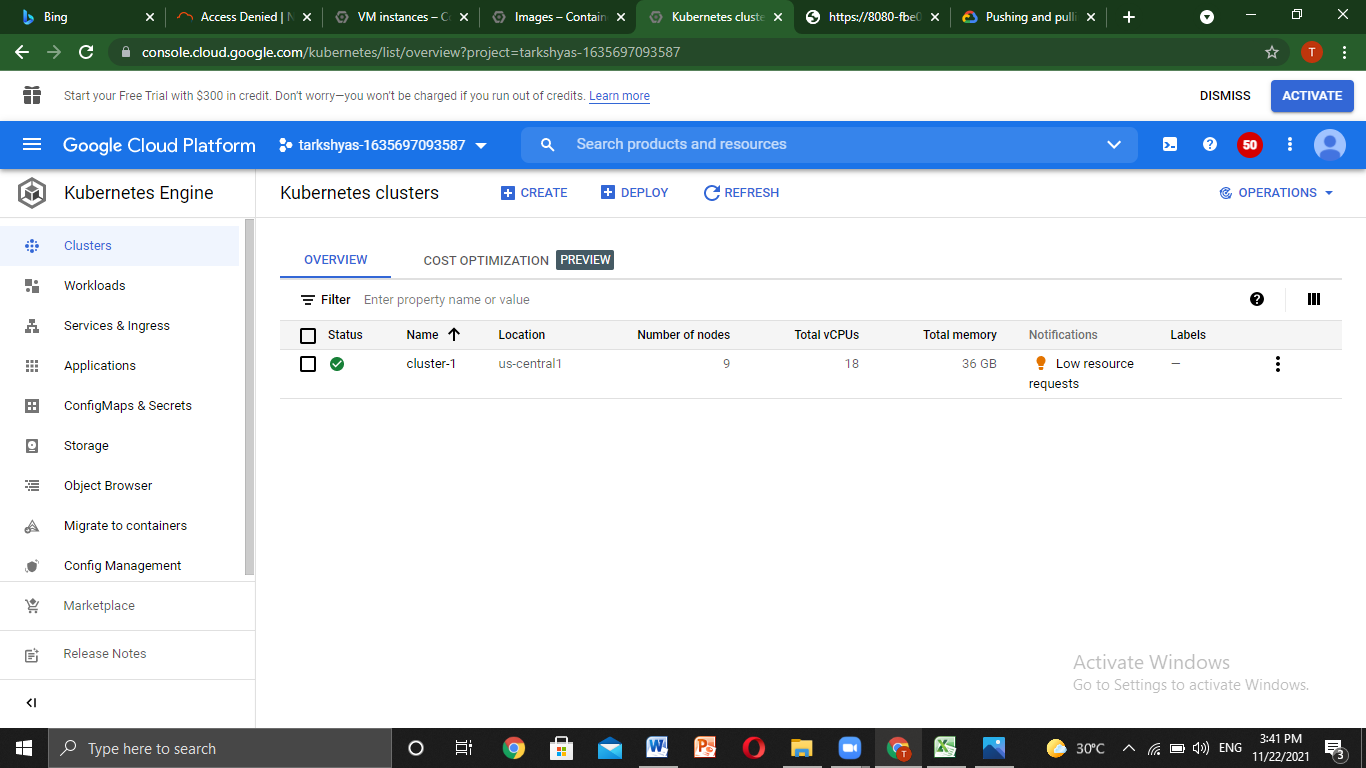 Bing
Access Denied | N
VM instances – C
Images – Contain
Kubernetes cluste
https://8080-fbe0
Pushing and pulli
console.cloud.google.com/kubernetes/list/overview?project=tarkshyas-1635697093587
T
Start your Free Trial with $300 in credit. Don't worry—you won't be charged if you run out of credits. Learn more
DISMISS
ACTIVATE
Google Cloud Platform
tarkshyas-1635697093587
Search products and resources
50
Kubernetes Engine
Kubernetes clusters
CREATE
DEPLOY
REFRESH
OPERATIONS
Clusters
Workloads
Services & Ingress
Applications
ConfigMaps & Secrets
Storage
Object Browser
Migrate to containers
Config Management
Marketplace
Release Notes
OVERVIEW
COST OPTIMIZATION PREVIEW
Filter Enter property name or value
Status Name Location Number of nodes Total vCPUs Total memory Notifications Labels
cluster-1 us-central1 9 18 36 GB Low resource —
requests
Activate Windows
Go to Settings to activate Windows.
Type here to search
30°C
ENG
3:41 PM
11/22/2021
3